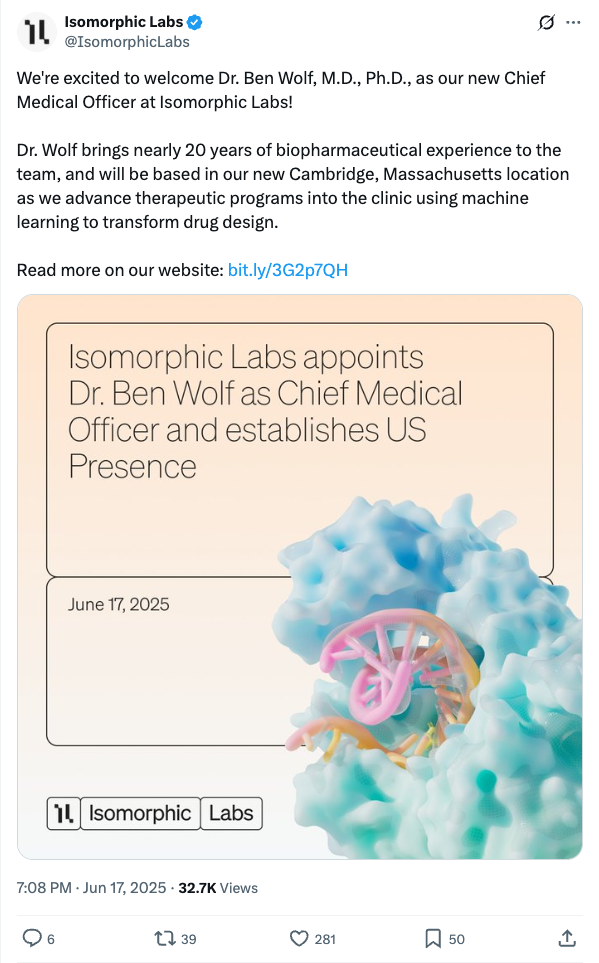 Isomorphic Labs
@IsomorphicLabs
We're excited to welcome Dr. Ben Wolf, M.D., Ph.D., as our new Chief
Medical Officer at Isomorphic Labs!
Dr. Wolf brings nearly 20 years of biopharmaceutical experience to the
team, and will be based in our new Cambridge, Massachusetts location
as we advance therapeutic programs into the clinic using machine
learning to transform drug design.
Read more on our website: bit.ly/3G2p7QH
Isomorphic Labs appoints
Dr. Ben Wolf as Chief Medical
Officer and establishes US
Presence
June 17, 2025
Isomorphic Labs
7:08 PM · Jun 17, 2025 · 32.7K Views
6 39 281 50